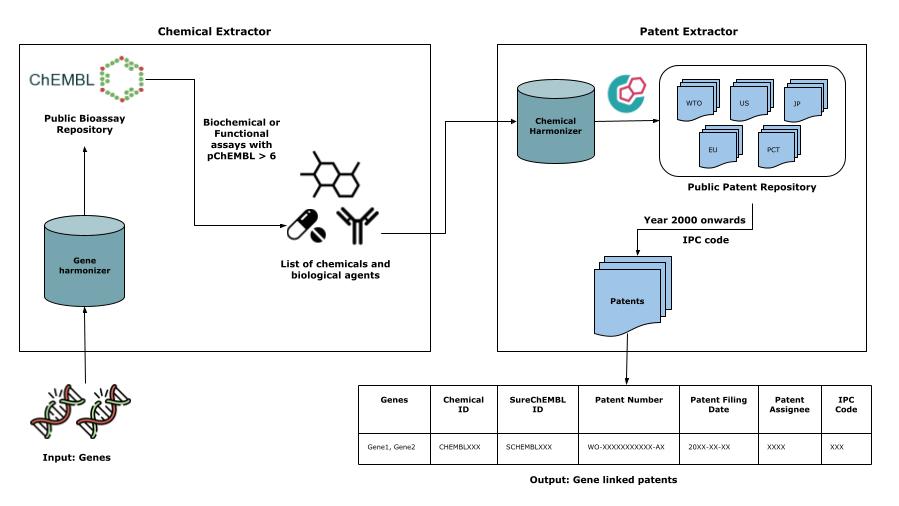 Chemical Extractor
ChEMBL
Public Bioassay
Repository
Biochemical or
Functional
assays with
pChEMBL > 6
Gene
harmonizer
List of chemicals and
biological agents
Input: Genes
Patent Extractor
Chemical
Harmonizer
WTO
US
JP
EU
PCT
Public Patent Repository
Year 2000 onwards
IPC code
Patents
Genes
Chemical
ID
SureChEMBL
ID
Patent Number
Patent Filing
Date
Patent
Assignee
IPC
Code
Gene1, Gene2
CHEMBLXXX
SCHEMBLXXX
WO-XXXXXXXXXXX-AX
20XX-XX-XX
XXXX
XXX
Output: Gene linked patents